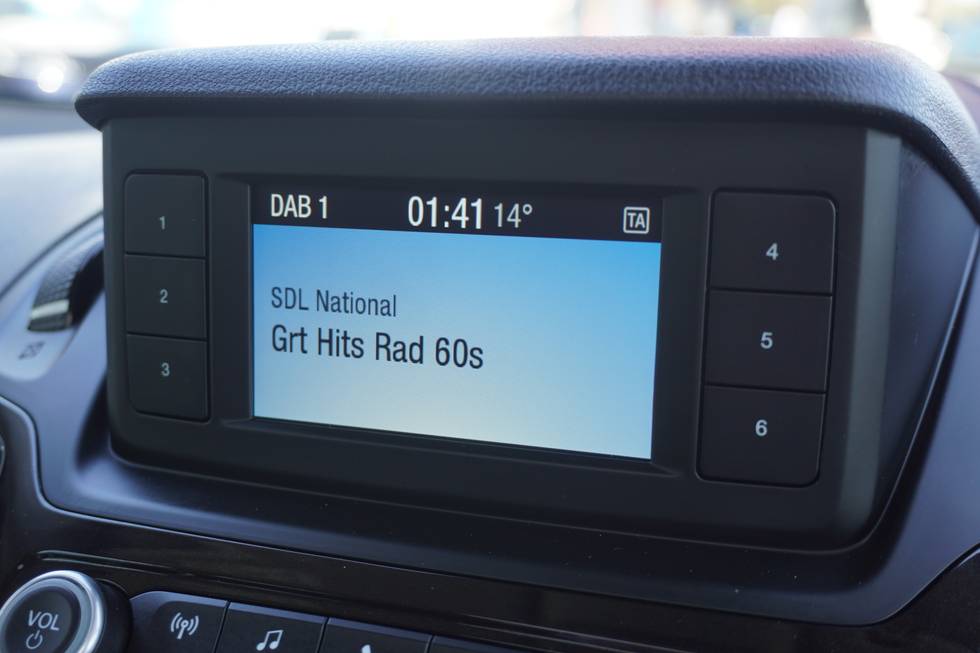 DAB 1 01:41 14° TA
SDL National
Grt Hits Rad 60s
1
2
3
4
5
6
VOL